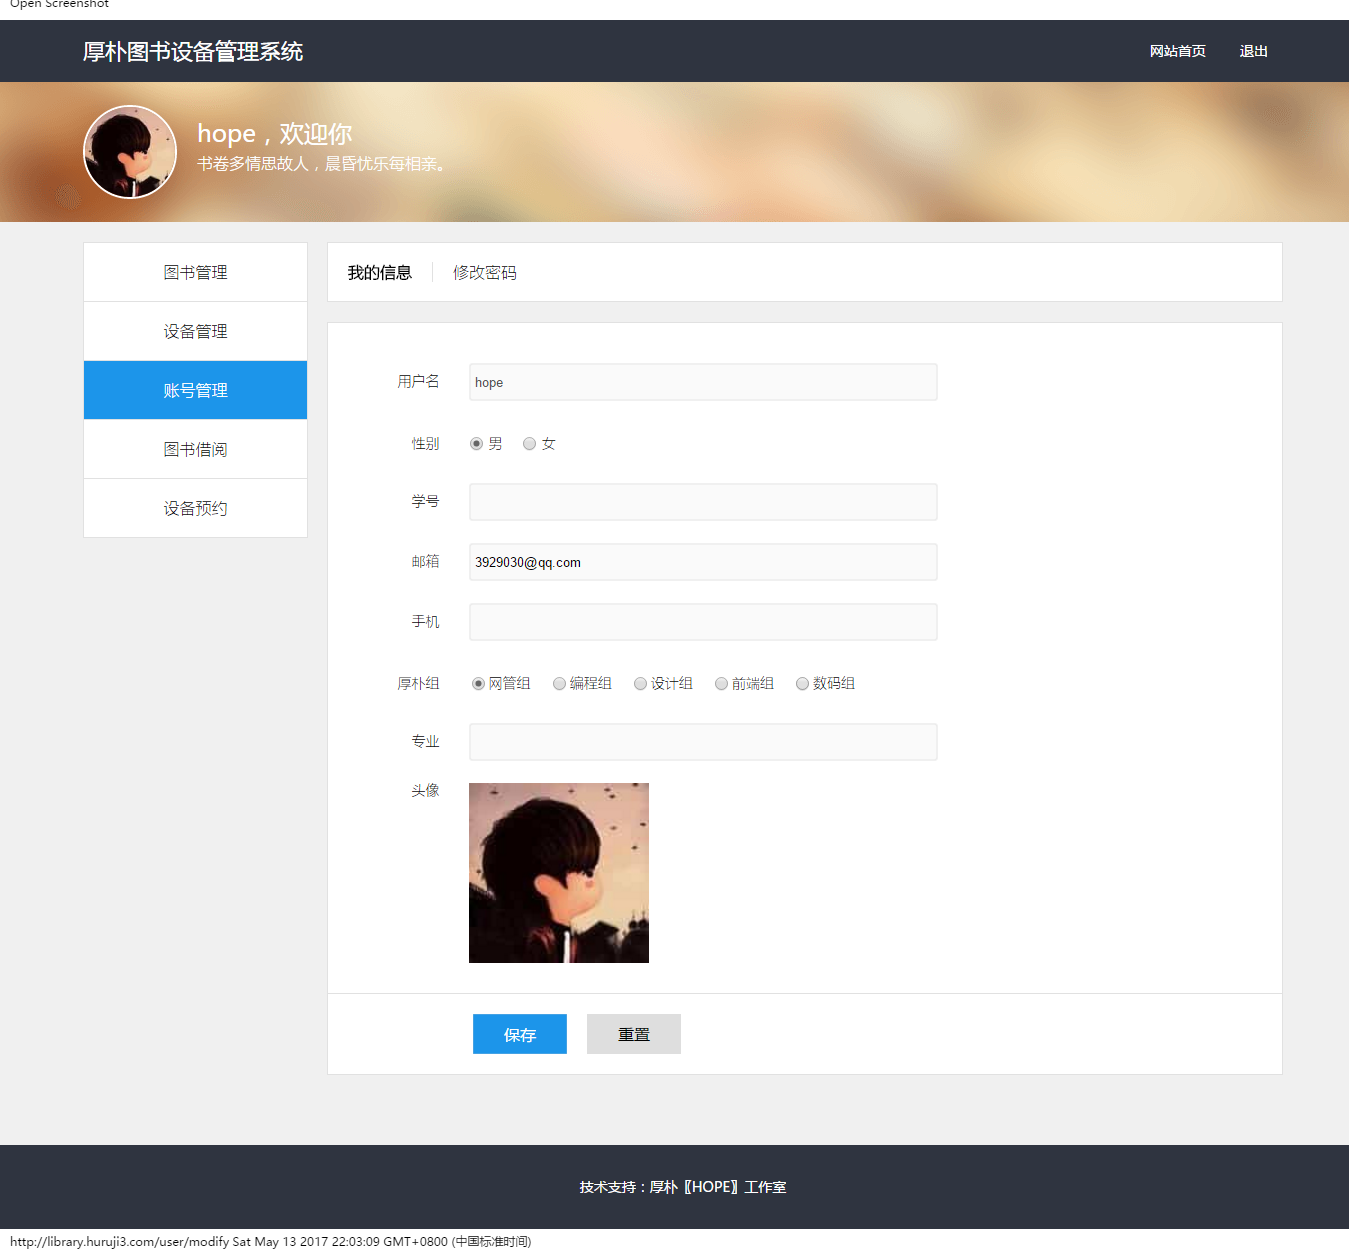 Open Screenshot
厚朴图书设备管理系统
网站首页 退出
hope，欢迎你
书卷多情思故人，晨昏忧乐每相亲。
图书管理
设备管理
账号管理
图书借阅
设备预约
我的信息 修改密码
用户名 hope
性别 男 女
学号
邮箱 3929030@qq.com
手机
厚朴组 网管组 编程组 设计组 前端组 数码组
专业
头像
保存 重置
技术支持：厚朴〖HOPE〗工作室
http://library.huruji3.com/user/modify Sat May 13 2017 22:03:09 GMT+0800 (中国标准时间)